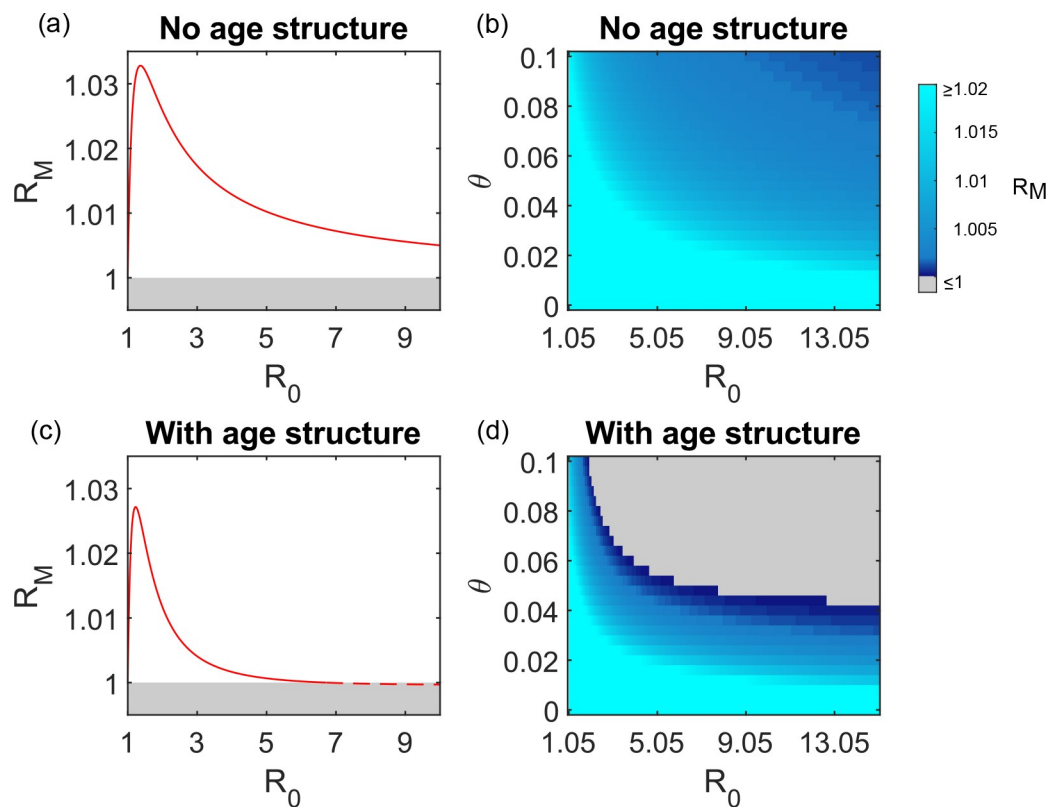 (a) No age structure
1.03
1.02
1.01
1
R_M
1 3 5 7 9
R_0
(b) No age structure
0.1
0.08
0.06
0.04
0.02
0
θ
1.05 5.05 9.05 13.05
R_0
≥1.02
1.015
1.01
1.005
≤1
R_M
(c) With age structure
1.03
1.02
1.01
1
R_M
1 3 5 7 9
R_0
(d) With age structure
0.1
0.08
0.06
0.04
0.02
0
θ
1.05 5.05 9.05 13.05
R_0